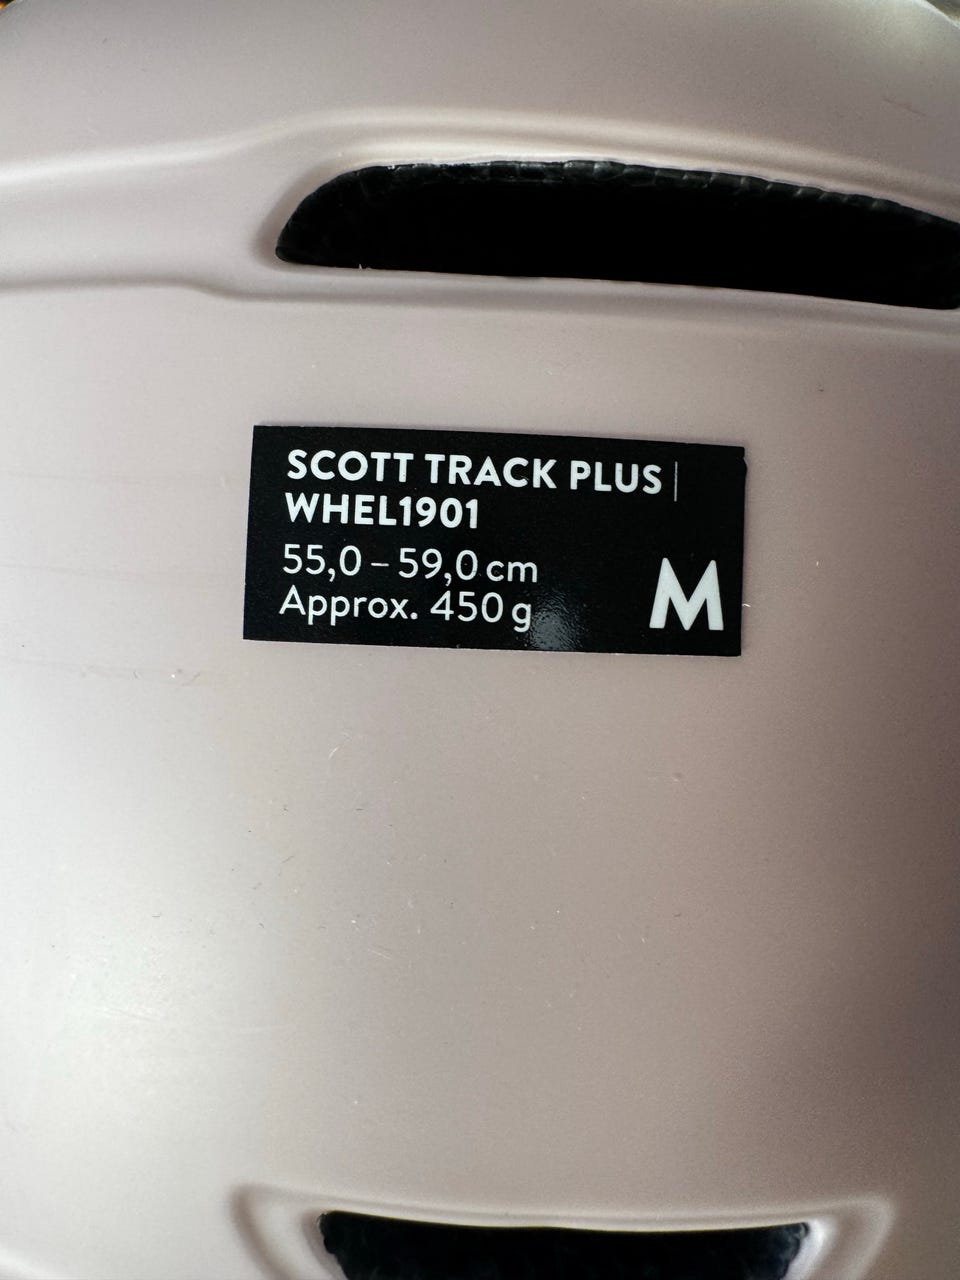 SCOTT TRACK PLUS|
WHEL1901
55,0 – 59,0 cm
Approx. 450 g
M